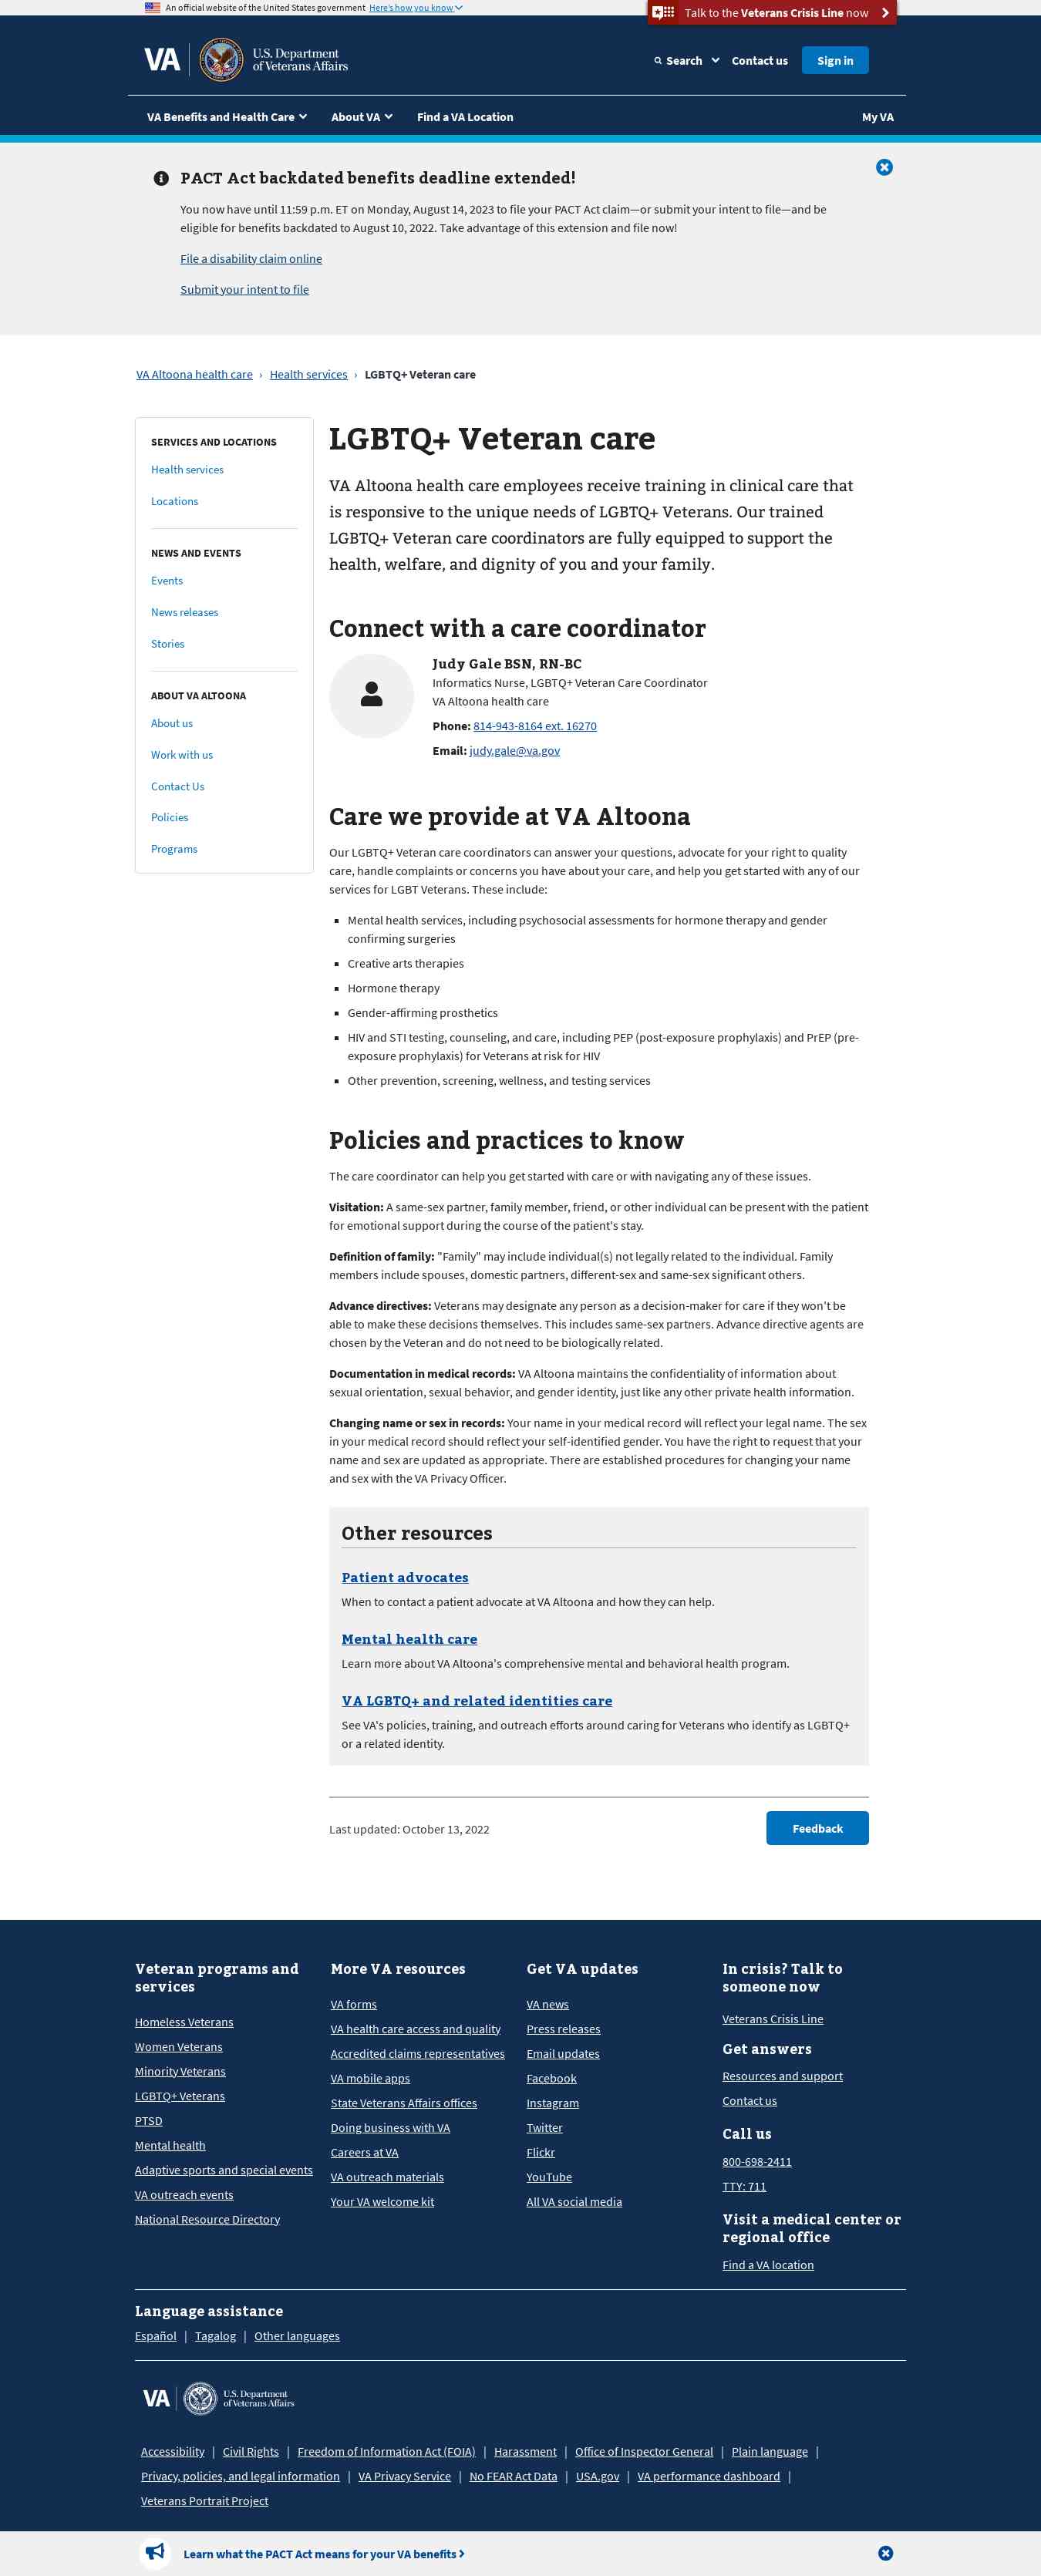 An official website of the United States government Here's how you know
Talk to the Veterans Crisis Line now
VA
U.S. Department
of Veterans Affairs
Search
Contact us
Sign in
VA Benefits and Health Care
About VA
Find a VA Location
My VA
PACT Act backdated benefits deadline extended!
You now have until 11:59 p.m. ET on Monday, August 14, 2023 to file your PACT Act claim—or submit your intent to file—and be
eligible for benefits backdated to August 10, 2022. Take advantage of this extension and file now!
File a disability claim online
Submit your intent to file
VA Altoona health care › Health services › LGBTQ+ Veteran care
SERVICES AND LOCATIONS
Health services
Locations
NEWS AND EVENTS
Events
News releases
Stories
ABOUT VA ALTOONA
About us
Work with us
Contact Us
Policies
Programs
LGBTQ+ Veteran care
VA Altoona health care employees receive training in clinical care that
is responsive to the unique needs of LGBTQ+ Veterans. Our trained
LGBTQ+ Veteran care coordinators are fully equipped to support the
health, welfare, and dignity of you and your family.
Connect with a care coordinator
Judy Gale BSN, RN-BC
Informatics Nurse, LGBTQ+ Veteran Care Coordinator
VA Altoona health care
Phone: 814-943-8164 ext. 16270
Email: judy.gale@va.gov
Care we provide at VA Altoona
Our LGBTQ+ Veteran care coordinators can answer your questions, advocate for your right to quality
care, handle complaints or concerns you have about your care, and help you get started with any of our
services for LGBT Veterans. These include:
▪ Mental health services, including psychosocial assessments for hormone therapy and gender
confirming surgeries
▪ Creative arts therapies
▪ Hormone therapy
▪ Gender-affirming prosthetics
▪ HIV and STI testing, counseling, and care, including PEP (post-exposure prophylaxis) and PrEP (pre-
exposure prophylaxis) for Veterans at risk for HIV
▪ Other prevention, screening, wellness, and testing services
Policies and practices to know
The care coordinator can help you get started with care or with navigating any of these issues.
Visitation: A same-sex partner, family member, friend, or other individual can be present with the patient
for emotional support during the course of the patient's stay.
Definition of family: "Family" may include individual(s) not legally related to the individual. Family
members include spouses, domestic partners, different-sex and same-sex significant others.
Advance directives: Veterans may designate any person as a decision-maker for care if they won't be
able to make these decisions themselves. This includes same-sex partners. Advance directive agents are
chosen by the Veteran and do not need to be biologically related.
Documentation in medical records: VA Altoona maintains the confidentiality of information about
sexual orientation, sexual behavior, and gender identity, just like any other private health information.
Changing name or sex in records: Your name in your medical record will reflect your legal name. The sex
in your medical record should reflect your self-identified gender. You have the right to request that your
name and sex are updated as appropriate. There are established procedures for changing your name
and sex with the VA Privacy Officer.
Other resources
Patient advocates
When to contact a patient advocate at VA Altoona and how they can help.
Mental health care
Learn more about VA Altoona's comprehensive mental and behavioral health program.
VA LGBTQ+ and related identities care
See VA's policies, training, and outreach efforts around caring for Veterans who identify as LGBTQ+
or a related identity.
Last updated: October 13, 2022
Feedback
Veteran programs and
services
Homeless Veterans
Women Veterans
Minority Veterans
LGBTQ+ Veterans
PTSD
Mental health
Adaptive sports and special events
VA outreach events
National Resource Directory
More VA resources
VA forms
VA health care access and quality
Accredited claims representatives
VA mobile apps
State Veterans Affairs offices
Doing business with VA
Careers at VA
VA outreach materials
Your VA welcome kit
Get VA updates
VA news
Press releases
Email updates
Facebook
Instagram
Twitter
Flickr
YouTube
All VA social media
In crisis? Talk to
someone now
Veterans Crisis Line
Get answers
Resources and support
Contact us
Call us
800-698-2411
TTY: 711
Visit a medical center or
regional office
Find a VA location
Language assistance
Español | Tagalog | Other languages
VA
U.S. Department
of Veterans Affairs
Accessibility | Civil Rights | Freedom of Information Act (FOIA) | Harassment | Office of Inspector General | Plain language |
Privacy, policies, and legal information | VA Privacy Service | No FEAR Act Data | USA.gov | VA performance dashboard |
Veterans Portrait Project
Learn what the PACT Act means for your VA benefits